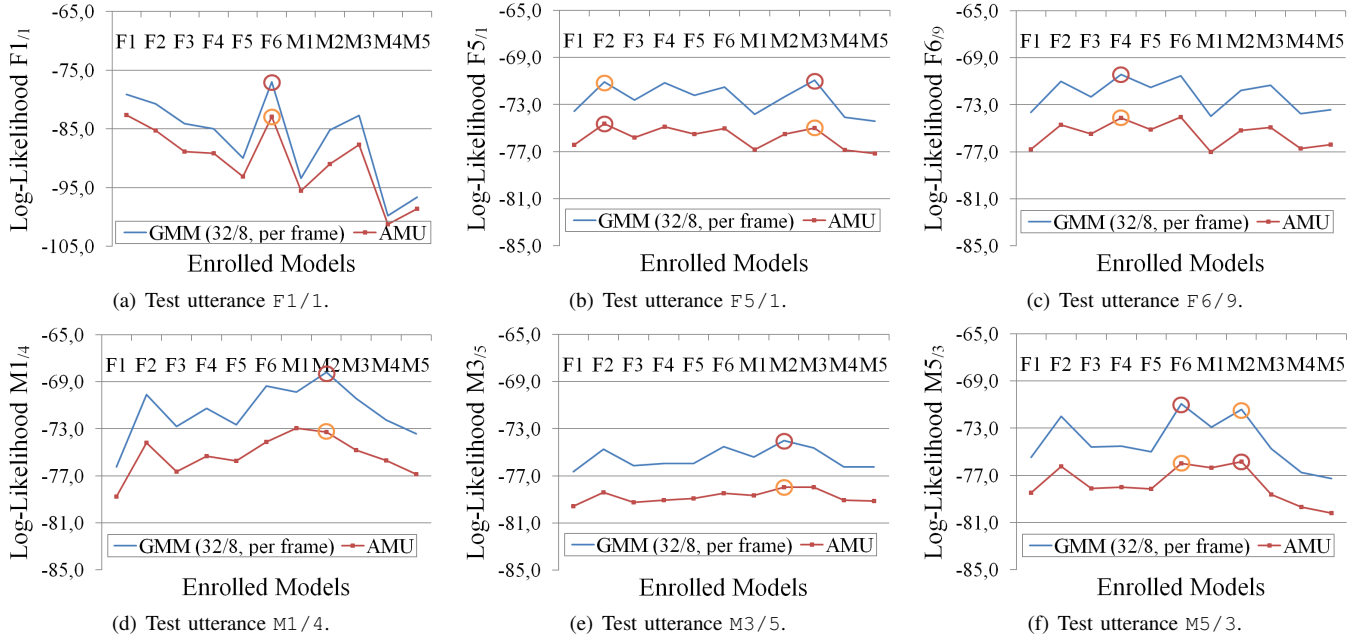 Log-Likelihood F1/1
-65,0
-75,0
-85,0
-95,0
-105,0
F1 F2 F3 F4 F5 F6 M1 M2 M3 M4 M5
GMM (32/8, per frame) AMU
Enrolled Models
(a) Test utterance F1/1.
Log-Likelihood F5/1
-65,0
-69,0
-73,0
-77,0
-81,0
-85,0
F1 F2 F3 F4 F5 F6 M1 M2 M3 M4 M5
GMM (32/8, per frame) AMU
Enrolled Models
(b) Test utterance F5/1.
Log-Likelihood F6/9
-65,0
-69,0
-73,0
-77,0
-81,0
-85,0
F1 F2 F3 F4 F5 F6 M1 M2 M3 M4 M5
GMM (32/8, per frame) AMU
Enrolled Models
(c) Test utterance F6/9.
Log-Likelihood M1/4
-65,0
-69,0
-73,0
-77,0
-81,0
-85,0
F1 F2 F3 F4 F5 F6 M1 M2 M3 M4 M5
GMM (32/8, per frame) AMU
Enrolled Models
(d) Test utterance M1/4.
Log-Likelihood M3/5
-65,0
-69,0
-73,0
-77,0
-81,0
-85,0
F1 F2 F3 F4 F5 F6 M1 M2 M3 M4 M5
GMM (32/8, per frame) AMU
Enrolled Models
(e) Test utterance M3/5.
Log-Likelihood M5/3
-65,0
-69,0
-73,0
-77,0
-81,0
-85,0
F1 F2 F3 F4 F5 F6 M1 M2 M3 M4 M5
GMM (32/8, per frame) AMU
Enrolled Models
(f) Test utterance M5/3.